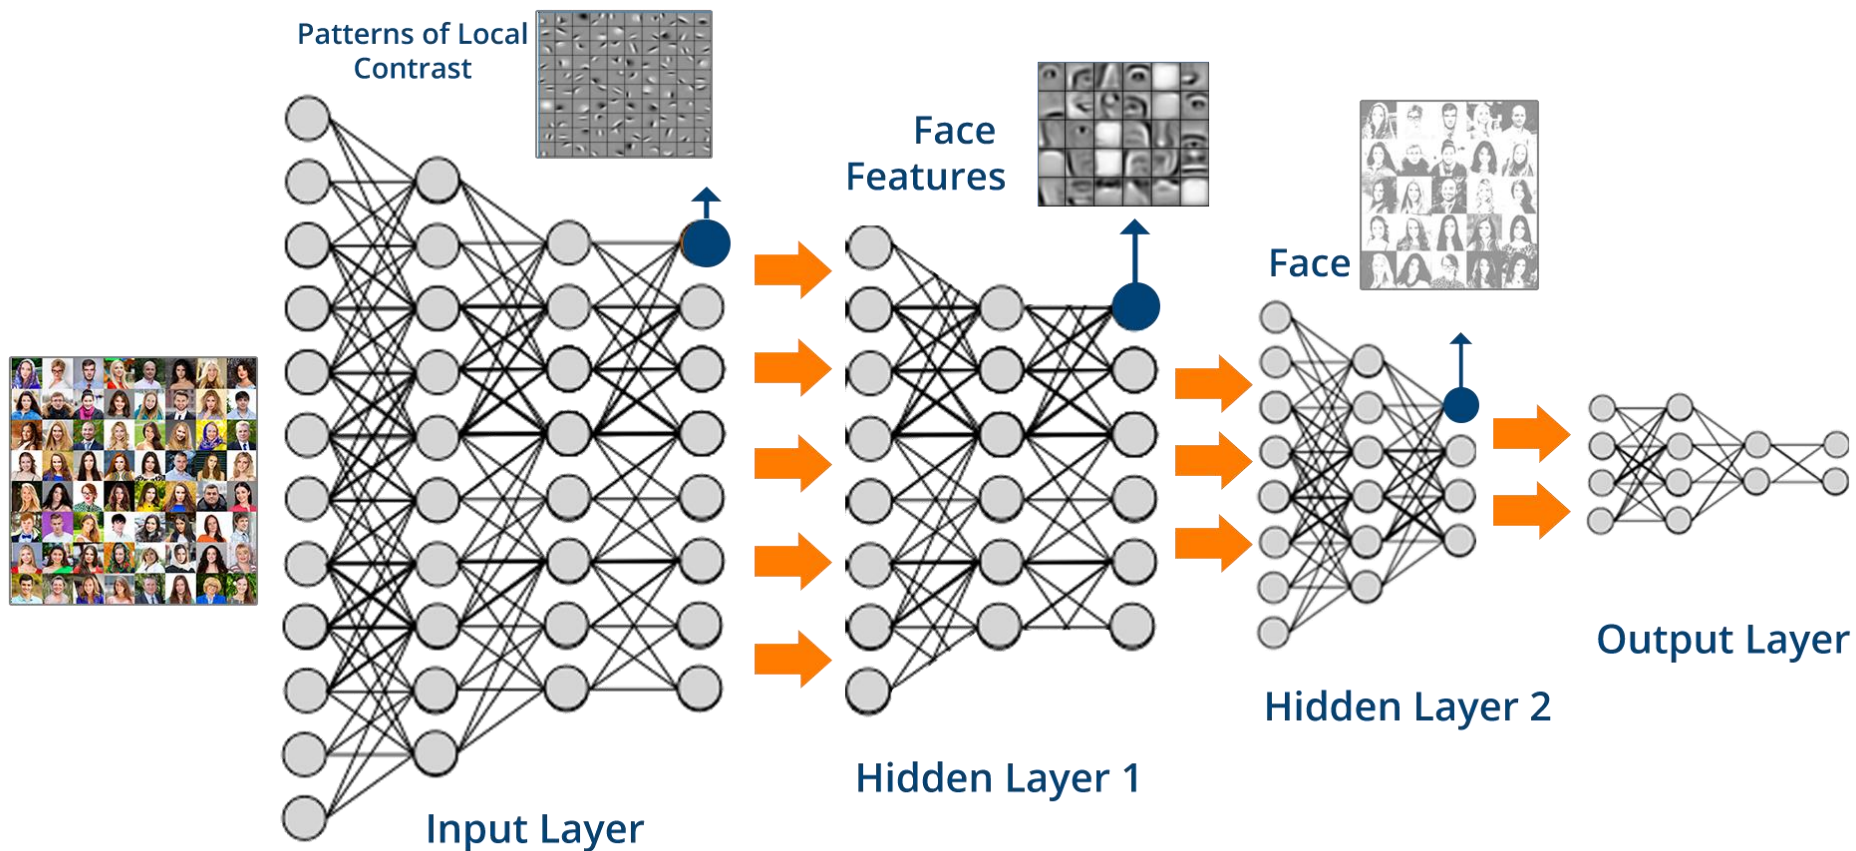 Patterns of Local
Contrast
Face
Features
Face
Output Layer
Hidden Layer 2
Hidden Layer 1
Input Layer